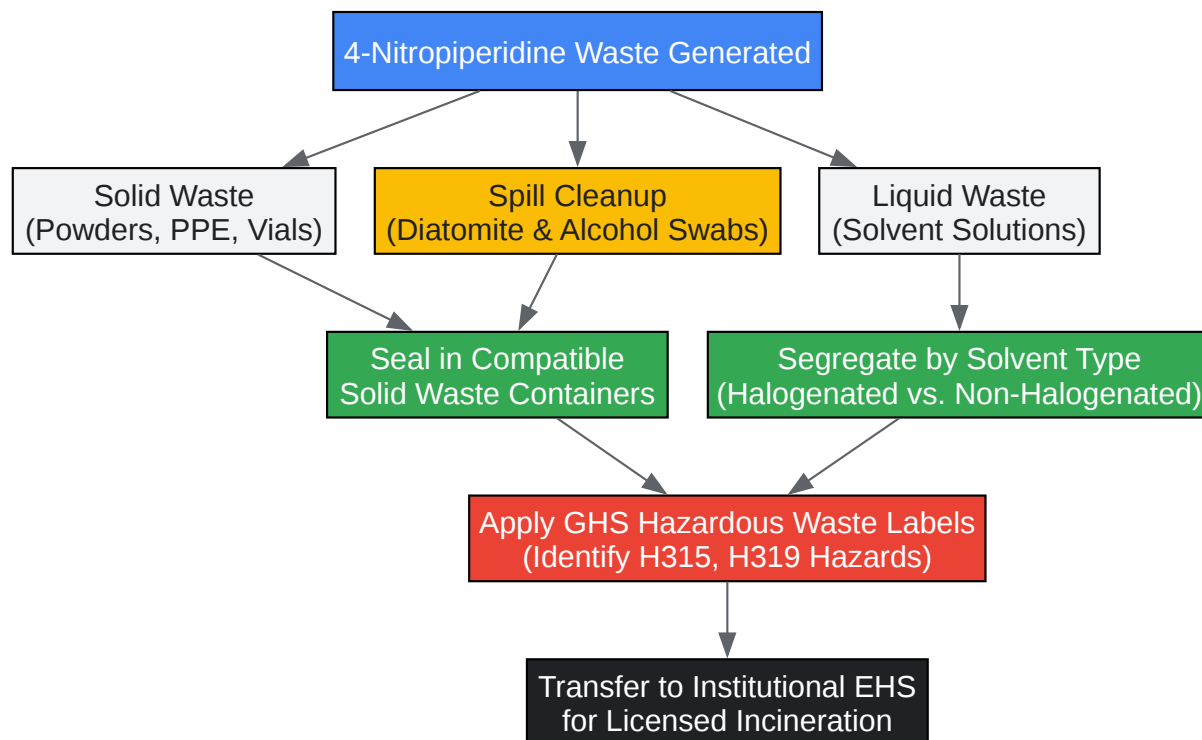 4-Nitropiperidine Waste Generated
Solid Waste
(Powders, PPE, Vials)
Spill Cleanup
(Diatomite & Alcohol Swabs)
Liquid Waste
(Solvent Solutions)
Seal in Compatible
Solid Waste Containers
Segregate by Solvent Type
(Halogenated vs. Non-Halogenated)
Apply GHS Hazardous Waste Labels
(Identify H315, H319 Hazards)
Transfer to Institutional EHS
for Licensed Incineration